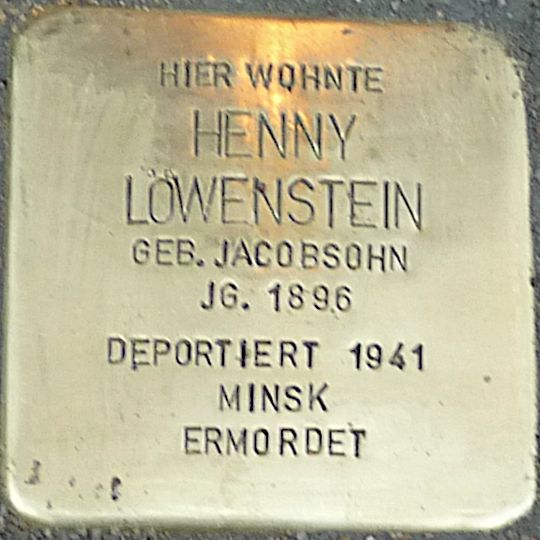 HIER WOHNTE
HENNY
LÖWENSTEIN
GEB. JACOBSOHN
JG. 1896
DEPORTIERT 1941
MINSK
ERMORDET